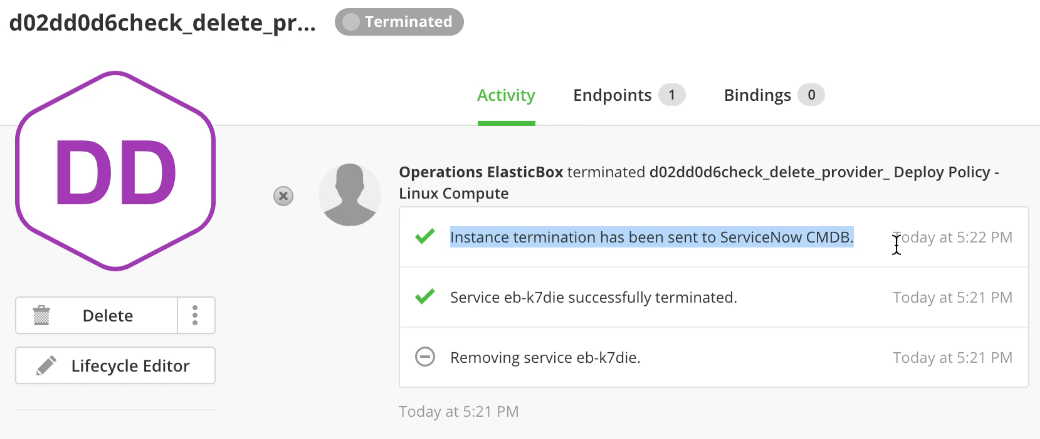 d02dd0d6check_delete_pr...
Terminated
DD
Activity
Endpoints 1
Bindings 0
Delete
Lifecycle Editor
Operations ElasticBox terminated d02dd0d6check_delete_provider_ Deploy Policy -
Linux Compute
Instance termination has been sent to ServiceNow CMDB. Today at 5:22 PM
Service eb-k7die successfully terminated. Today at 5:21 PM
Removing service eb-k7die. Today at 5:21 PM
Today at 5:21 PM